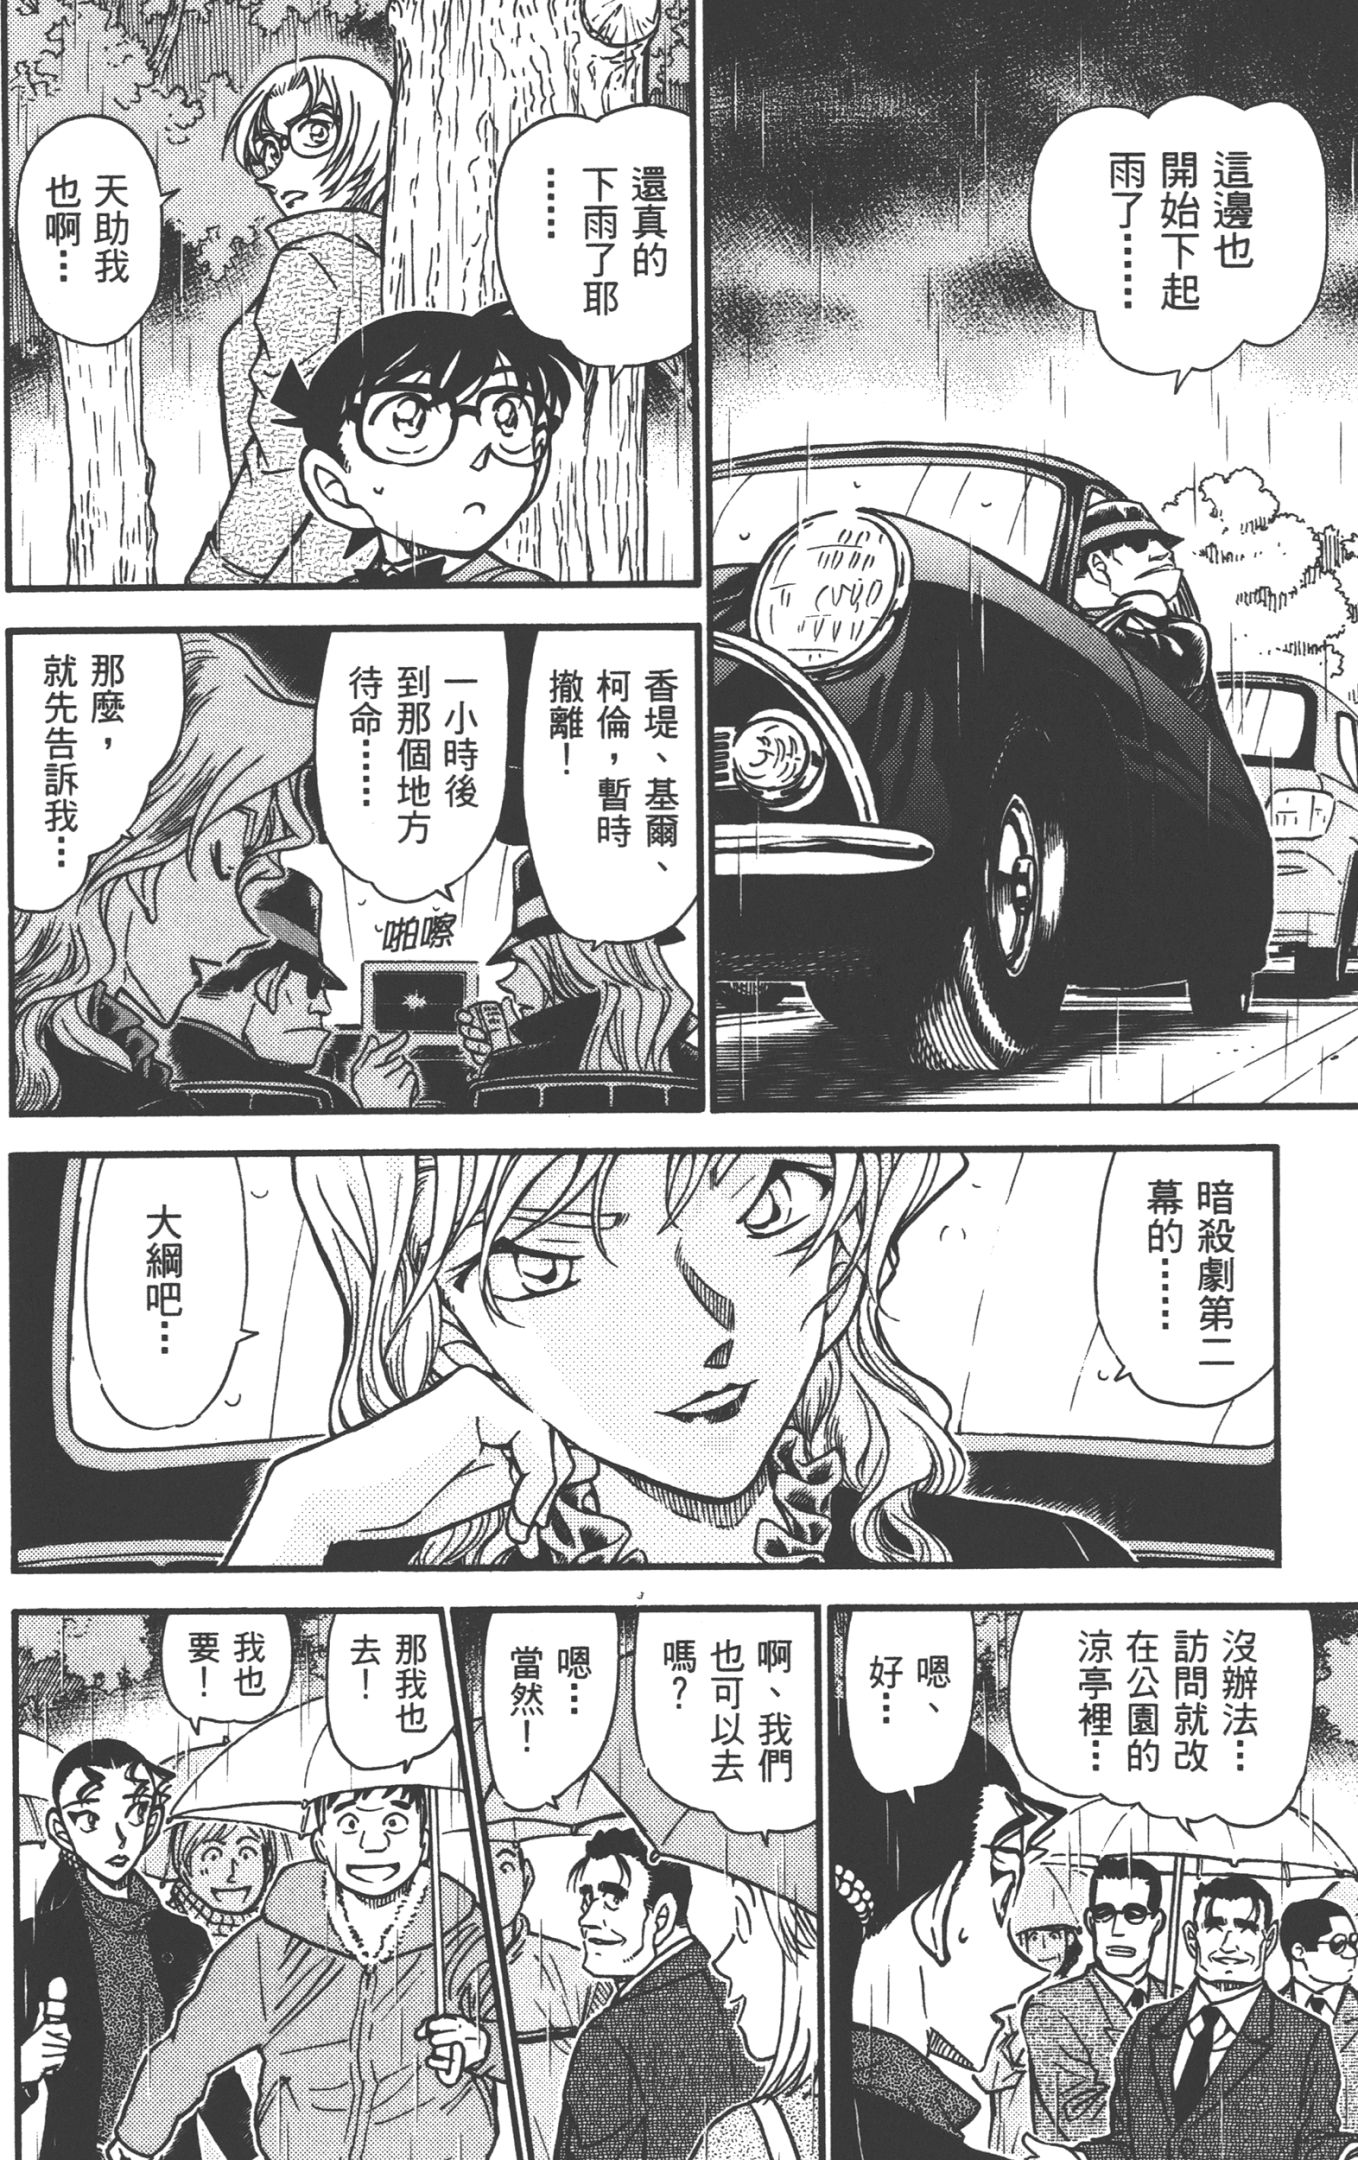 這邊也
開始下起
雨了……
還真的
下雨了耶
……
天助我
也啊…
香堤、基爾、
柯倫，暫時
撤離！
一小時後
到那個地方
待命……
啪嚓
那麼，
就先告訴我…
暗殺劇第二
幕的……
大綱吧…
沒辦法…
訪問就改
在公園的
涼亭裡…
嗯、
好…
啊、我們
也可以去
嗎？
嗯…
當然！
那我也
去！
我也
要！